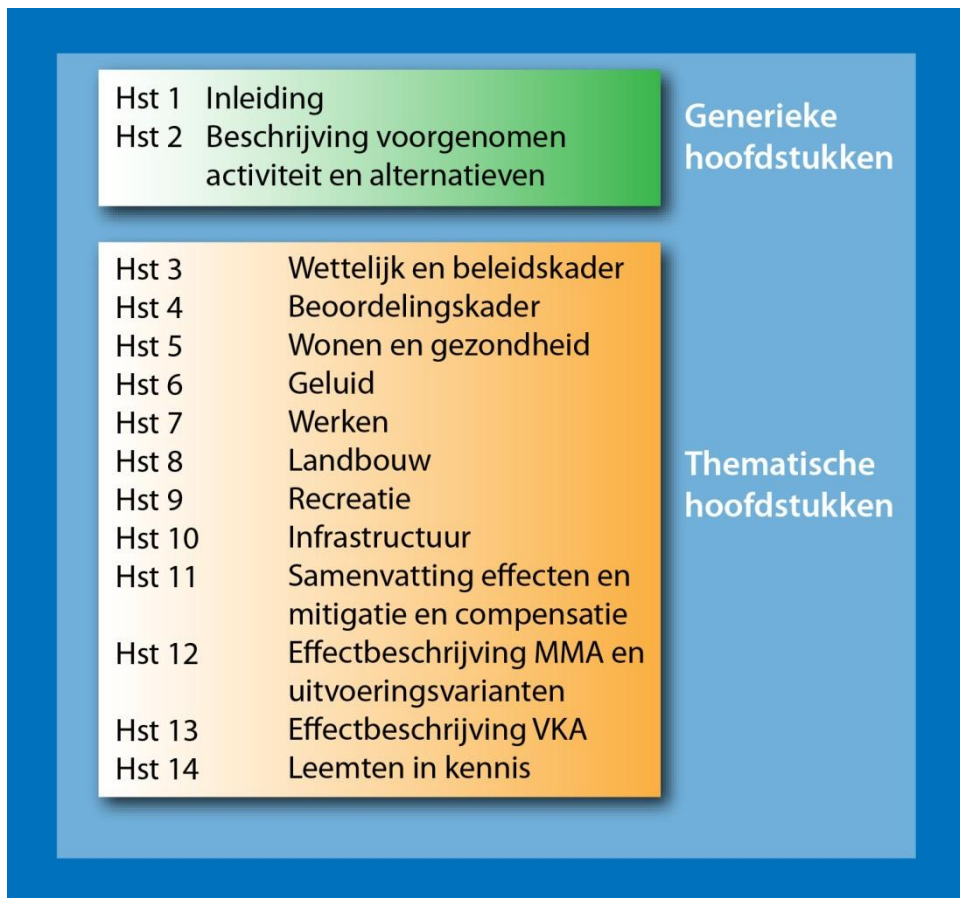 Hst 1 Inleiding
Hst 2 Beschrijving voorgenomen
activiteit en alternatieven
Generieke
hoofdstukken
Hst 3 Wettelijk en beleidskader
Hst 4 Beoordelingskader
Hst 5 Wonen en gezondheid
Hst 6 Geluid
Hst 7 Werken
Hst 8 Landbouw
Hst 9 Recreatie
Hst 10 Infrastructuur
Hst 11 Samenvatting effecten en
mitigatie en compensatie
Hst 12 Effectbeschrijving MMA en
uitvoeringsvarianten
Hst 13 Effectbeschrijving VKA
Hst 14 Leemten in kennis
Thematische
hoofdstukken